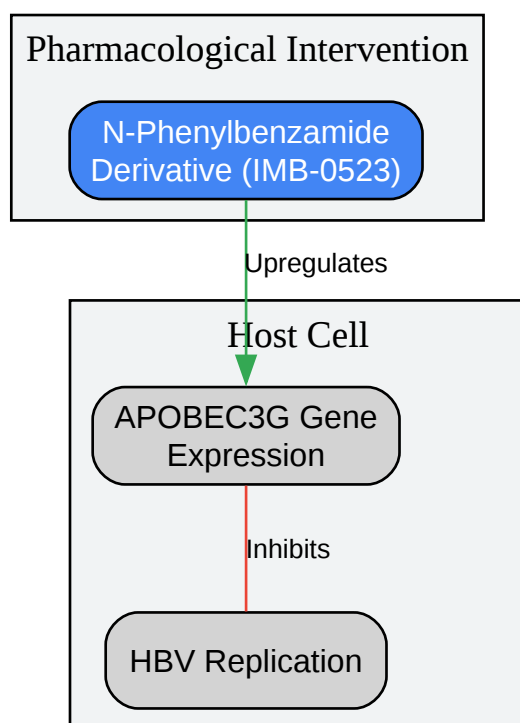 Pharmacological Intervention
N-Phenylbenzamide
Derivative (IMB-0523)
Upregulates
Host Cell
APOBEC3G Gene
Expression
Inhibits
HBV Replication